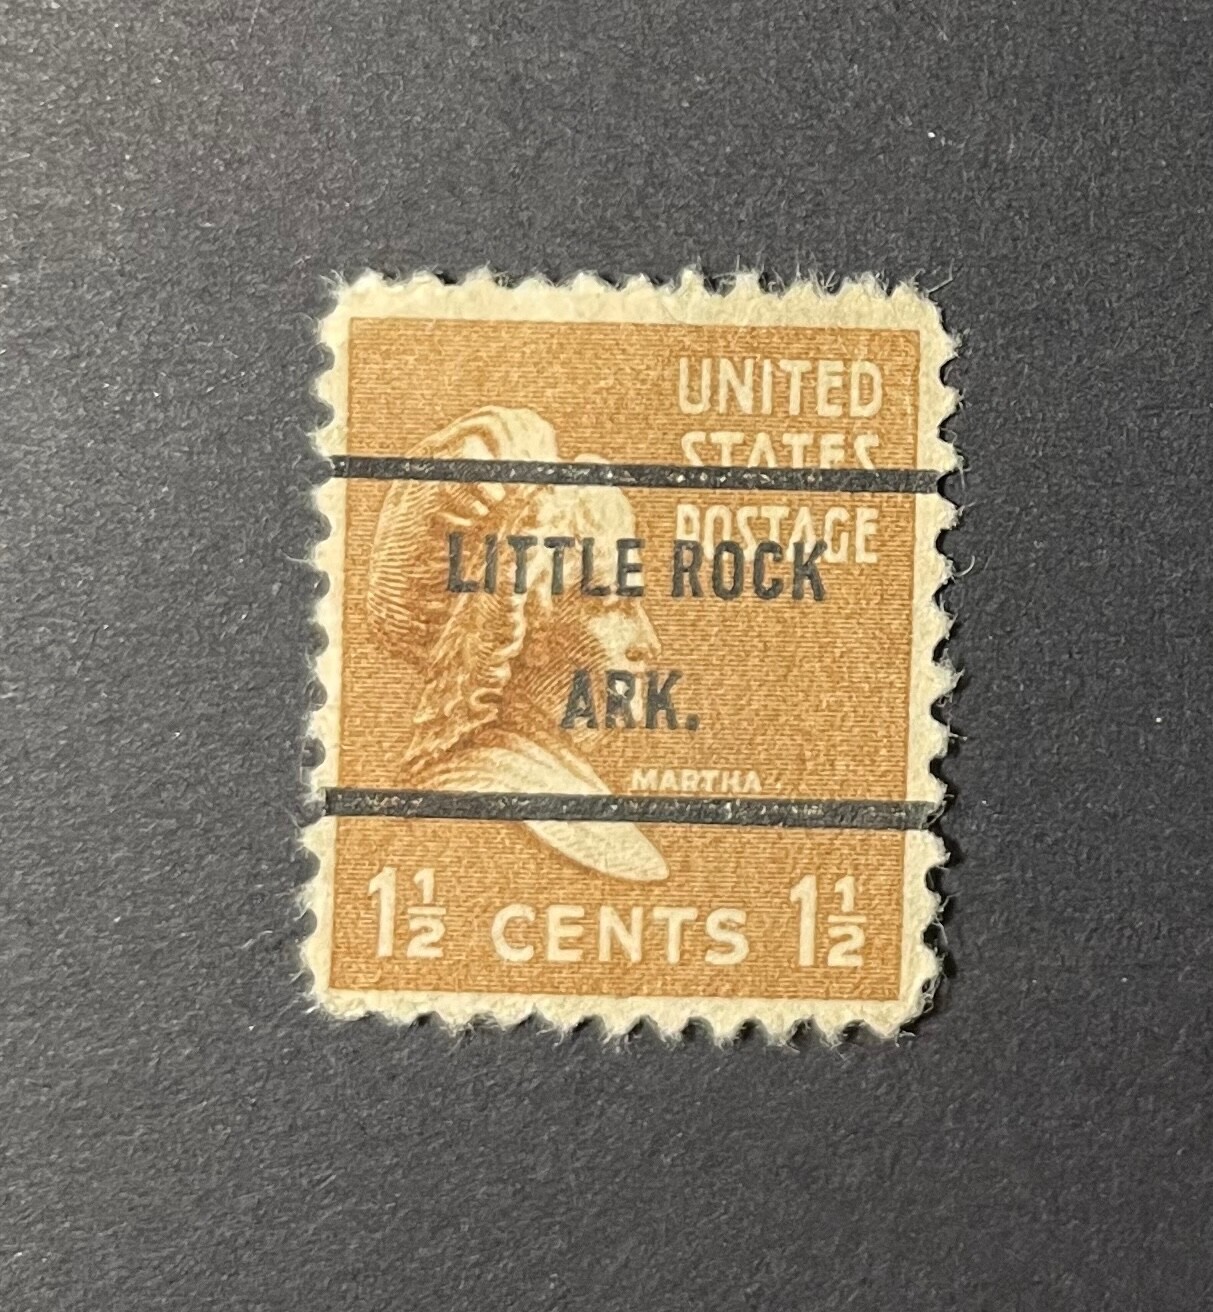 UNITED
STATES
POSTAGE
LITTLE ROCK
ARK.
MARTHA
1½ CENTS 1½